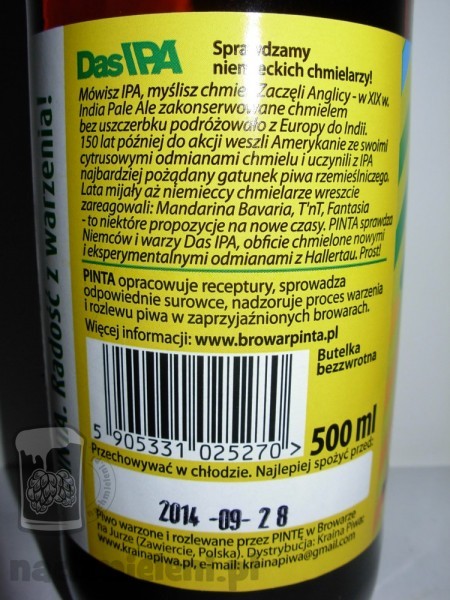 DasIPA
Sprawdzamy
niemieckich chmielarzy!
Mówisz IPA, myślisz chmiel. Zaczęli Anglicy - w XIX w.
India Pale Ale zakonserwowane chmielem
bez uszczerbku podróżowało z Europy do Indii.
150 lat później do akcji weszli Amerykanie ze swoimi
cytrusowymi odmianami chmielu i uczynili z IPA
najbardziej pożądany gatunek piwa rzemieślniczego.
Lata mijały aż niemieccy chmielarze wreszcie
zareagowali: Mandarina Bavaria, T'nT, Fantasia
- to niektóre propozycje na nowe czasy. PINTA sprawdza
Niemców i warzy Das IPA, obficie chmielone nowymi
i eksperymentalnymi odmianami z Hallertau. Prost!
PINTA opracowuje receptury, sprowadza
odpowiednie surowce, nadzoruje proces warzenia
i rozlewu piwa w zaprzyjaźnionych browarach.
Więcej informacji: www.browarpinta.pl
Butelka
bezzwrotna
500 ml
5 905331 025270 >
Przechowywać w chłodzie. Najlepiej spożyć przed:
2014 -09- 28
Piwo warzone i rozlewane przez PINTĘ w Browarze
na Jurze (Zawiercie, Polska). Dystrybucja: Kraina Piwa:
www.krainapiwa.pl, e-mail: krainapiwa@gmail.com
Radość z warzenia!